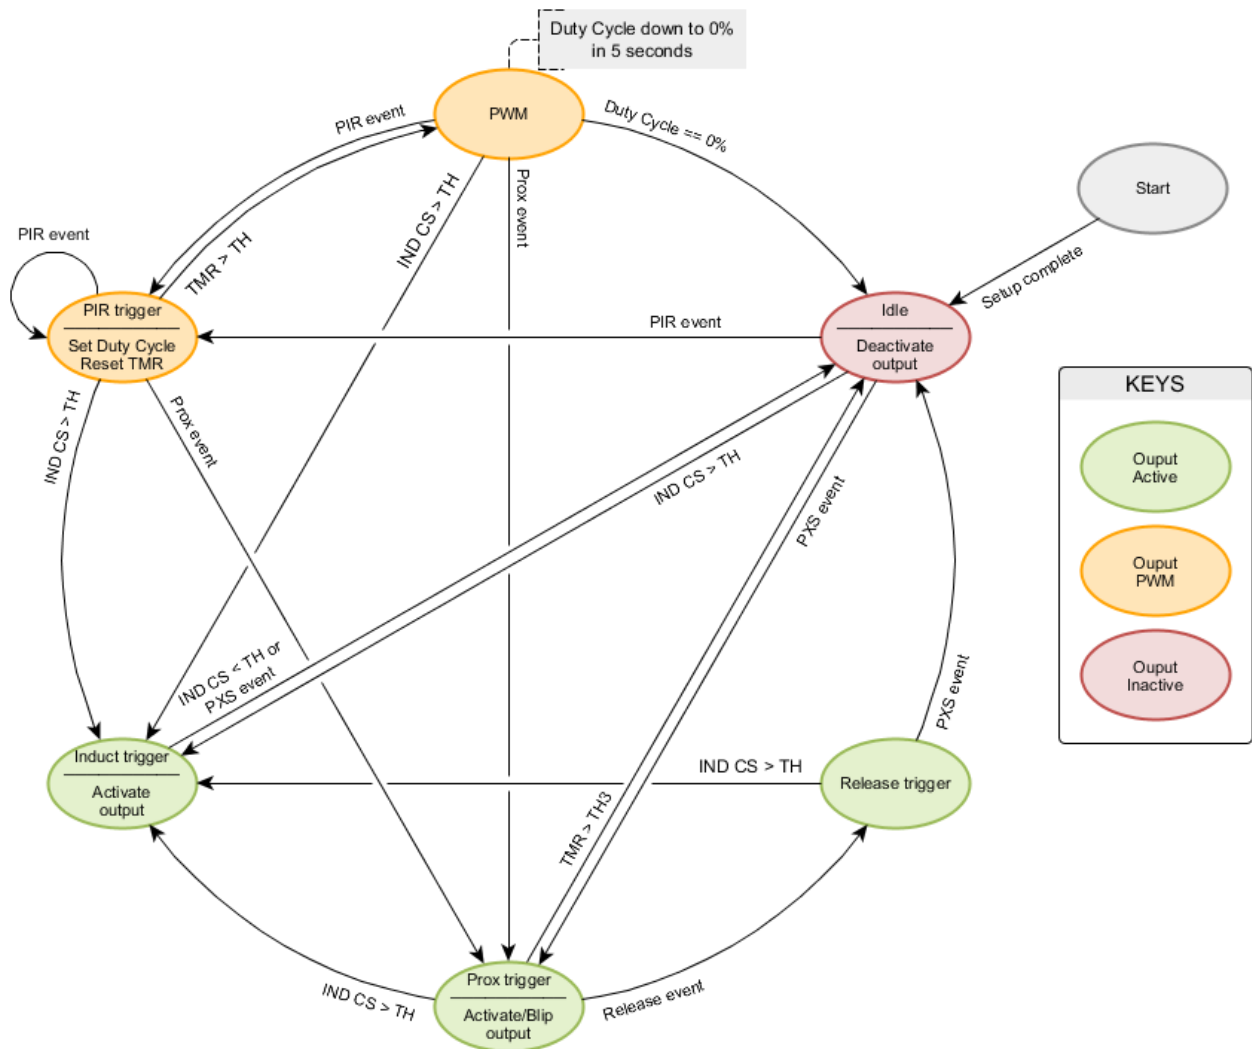 Duty Cycle down to 0%
in 5 seconds
PWM
PIR event
Duty Cycle == 0%
Start
Setup complete
IND CS > TH
Prox event
TMR > TH
PIR event
PIR trigger
Set Duty Cycle
Reset TMR
PIR event
Idle
Deactivate
output
KEYS
Ouput
Active
Ouput
PWM
Ouput
Inactive
IND CS > TH
Prox event
IND CS > TH
PXS event
IND CS < TH or
PXS event
PXS event
Induct trigger
Activate
output
IND CS > TH
Release trigger
TMR > TH3
IND CS > TH
Prox trigger
Activate/Blip
output
Release event